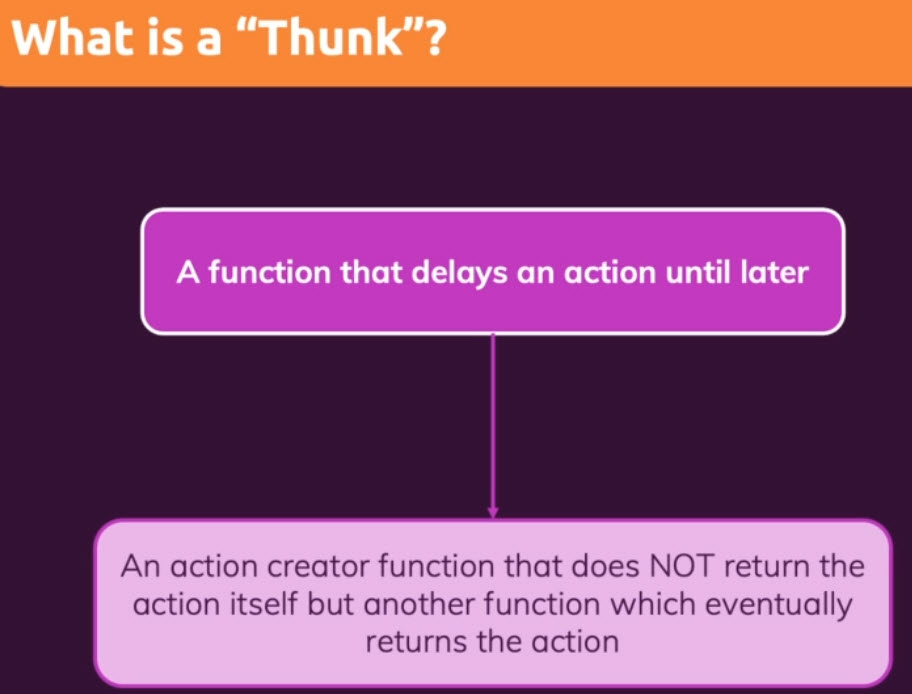 What is a “Thunk”?
A function that delays an action until later
An action creator function that does NOT return the
action itself but another function which eventually
returns the action